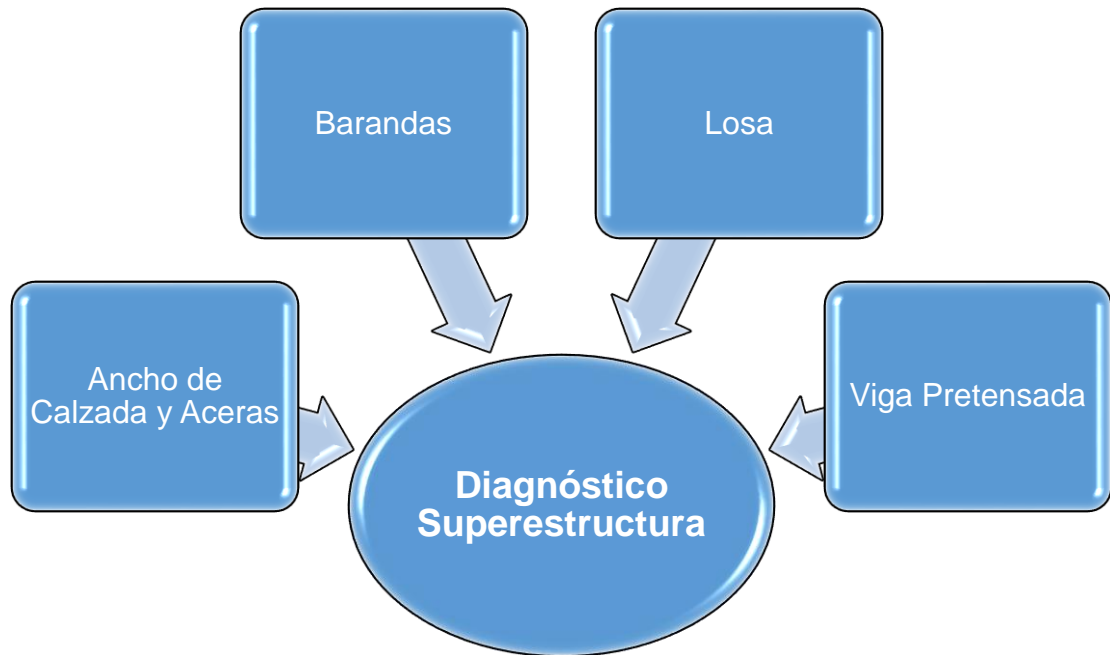 Barandas
Losa
Ancho de
Calzada y Aceras
Viga Pretensada
Diagnóstico
Superestructura